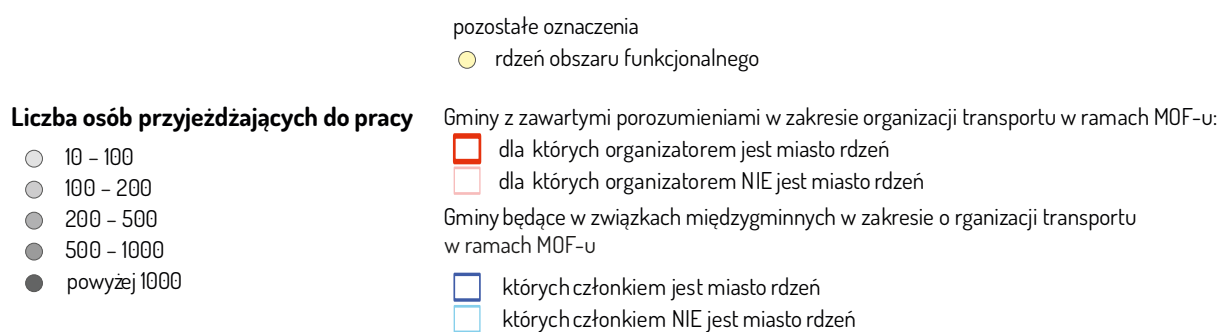 pozostałe oznaczenia
rdzeń obszaru funkcjonalnego
Liczba osób przyjeżdżających do pracy
10 – 100
100 – 200
200 – 500
500 – 1000
powyżej 1000
Gminy z zawartymi porozumieniami w zakresie organizacji transportu w ramach MOF-u:
dla których organizatorem jest miasto rdzeń
dla których organizatorem NIE jest miasto rdzeń
Gminy będące w związkach międzygminnych w zakresie o rganizacji transportu
w ramach MOF-u
których członkiem jest miasto rdzeń
których członkiem NIE jest miasto rdzeń